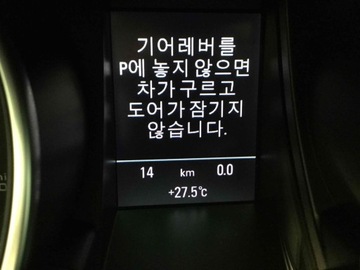 기어레버를
P에 놓지 않으면
차가 구르고
도어가 잠기지
않습니다.
14 km 0.0
+27.5°C